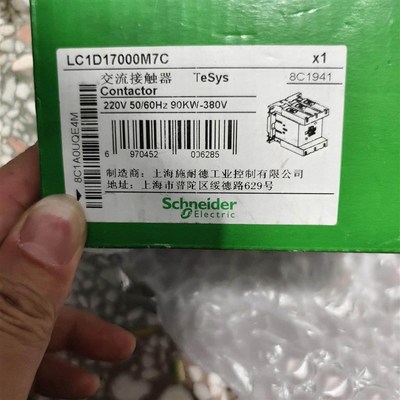 LC1D17000M7C x1
交流接触器 TeSys 8C1941
Contactor
220V 50/60Hz 90KW-380V
8C1A0UQE4M
6 970452 006285
制造商：上海施耐德工业控制有限公司
地址：上海市普陀区绥德路629号
Schneider
Electric